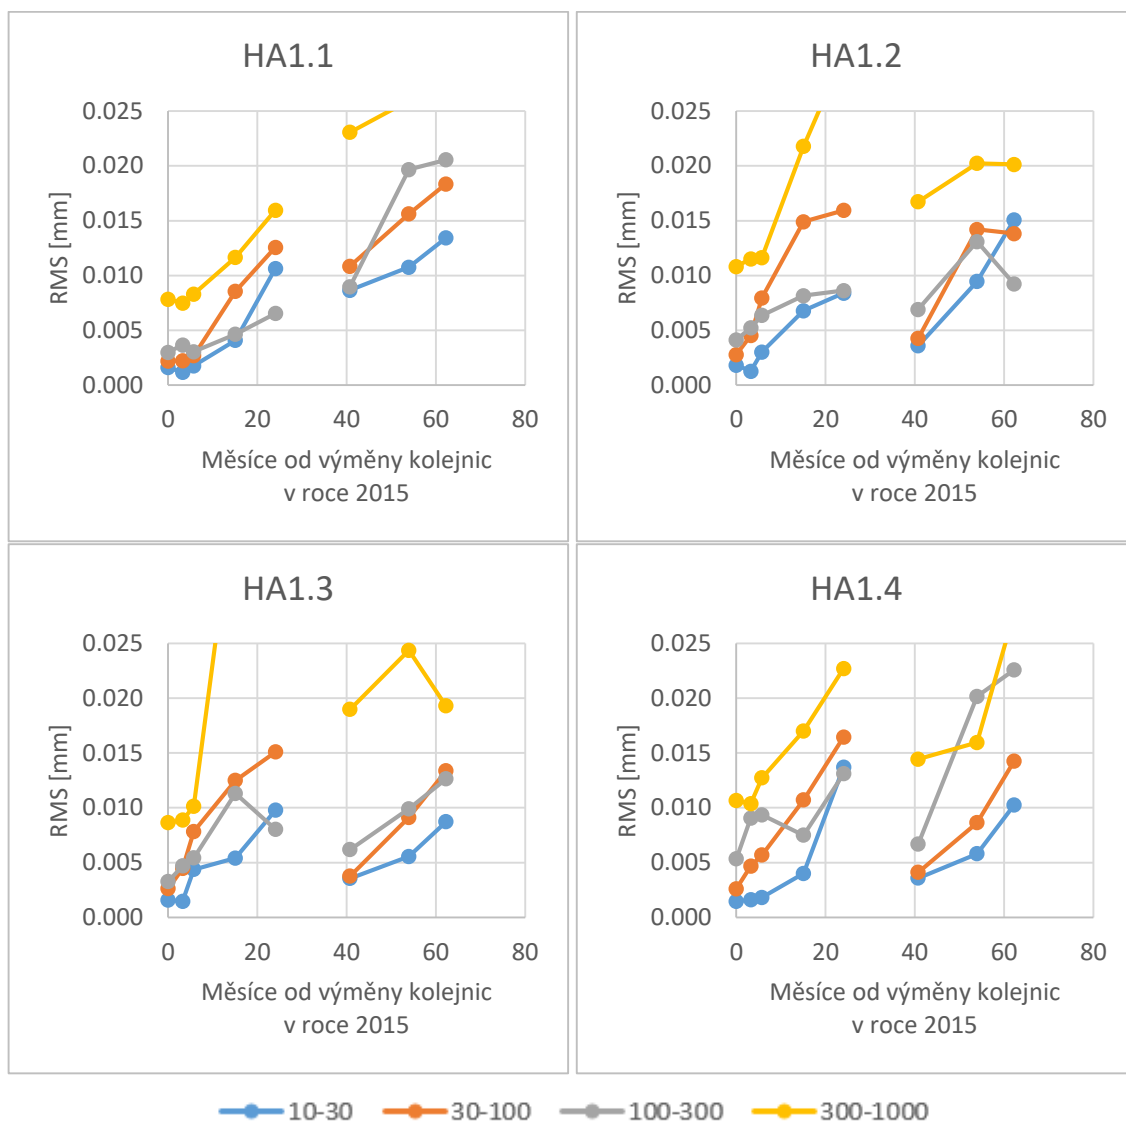 HA1.1
0.025
0.020
0.015
0.010
0.005
0.000
RMS [mm]
0 20 40 60 80
Měsíce od výměny kolejnic
v roce 2015
HA1.2
0.025
0.020
0.015
0.010
0.005
0.000
RMS [mm]
0 20 40 60 80
Měsíce od výměny kolejnic
v roce 2015
HA1.3
0.025
0.020
0.015
0.010
0.005
0.000
RMS [mm]
0 20 40 60 80
Měsíce od výměny kolejnic
v roce 2015
HA1.4
0.025
0.020
0.015
0.010
0.005
0.000
RMS [mm]
0 20 40 60 80
Měsíce od výměny kolejnic
v roce 2015
10-30 30-100 100-300 300-1000